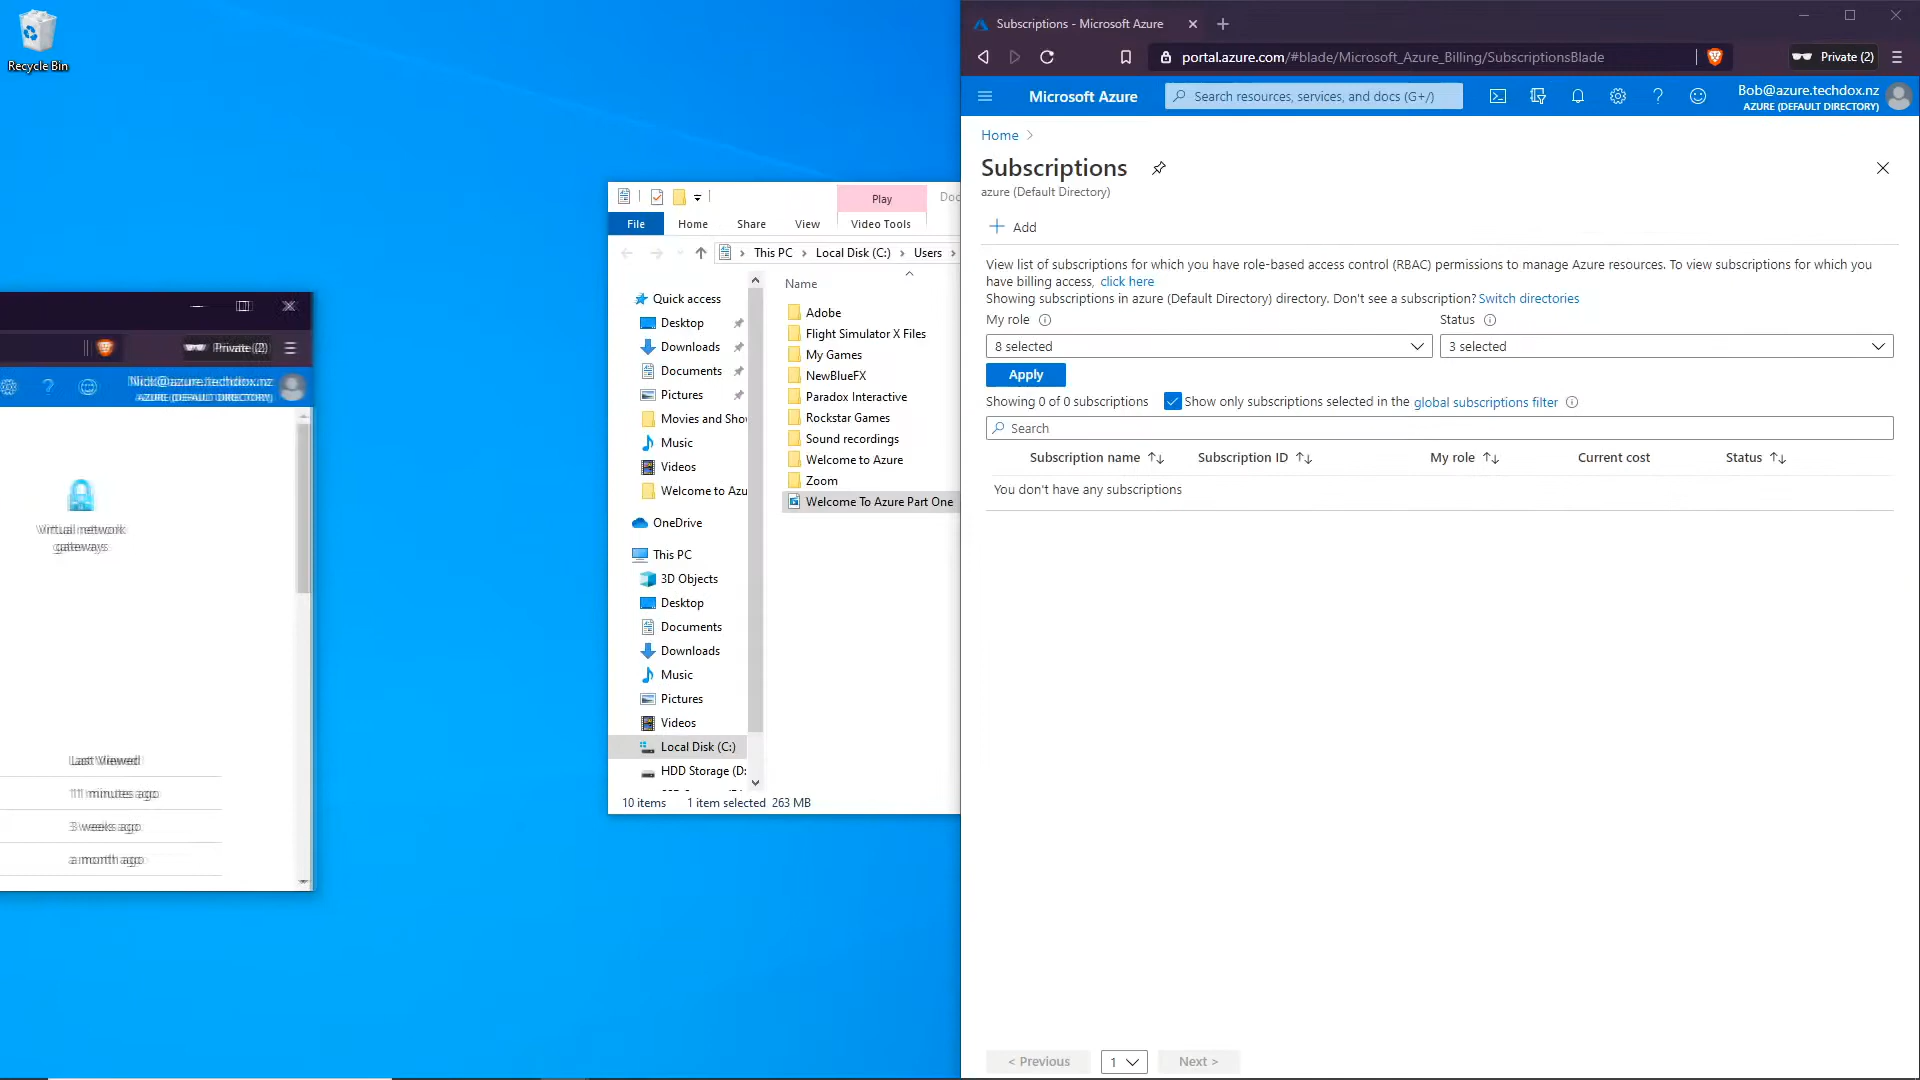 Recycle Bin
Private (2)
Nick@azure.techdox.nz
AZURE (DEFAULT DIRECTORY)
?
Virtual network
gateways
Last Viewed
11 minutes ago
3 weeks ago
a month ago
Play
Doc
File
Home
Share
View
Video Tools
This PC
Local Disk (C:)
Users
Name
Quick access
Desktop
Downloads
Documents
Pictures
Movies and Sho
Music
Videos
Welcome to Azu
OneDrive
This PC
3D Objects
Desktop
Documents
Downloads
Music
Pictures
Videos
Local Disk (C:)
HDD Storage (D:
Adobe
Flight Simulator X Files
My Games
NewBlueFX
Paradox Interactive
Rockstar Games
Sound recordings
Welcome to Azure
Zoom
Welcome To Azure Part One
10 items 1 item selected 263 MB
Subscriptions - Microsoft Azure
portal.azure.com/#blade/Microsoft_Azure_Billing/SubscriptionsBlade
Private (2)
Microsoft Azure
Search resources, services, and docs (G+/)
?
Bob@azure.techdox.nz
AZURE (DEFAULT DIRECTORY)
Home >
Subscriptions
azure (Default Directory)
+ Add
View list of subscriptions for which you have role-based access control (RBAC) permissions to manage Azure resources. To view subscriptions for which you
have billing access, click here
Showing subscriptions in azure (Default Directory) directory. Don't see a subscription? Switch directories
My role
Status
8 selected
3 selected
Apply
Showing 0 of 0 subscriptions
Show only subscriptions selected in the global subscriptions filter
Search
Subscription name
Subscription ID
My role
Current cost
Status
You don't have any subscriptions
< Previous
1
Next >